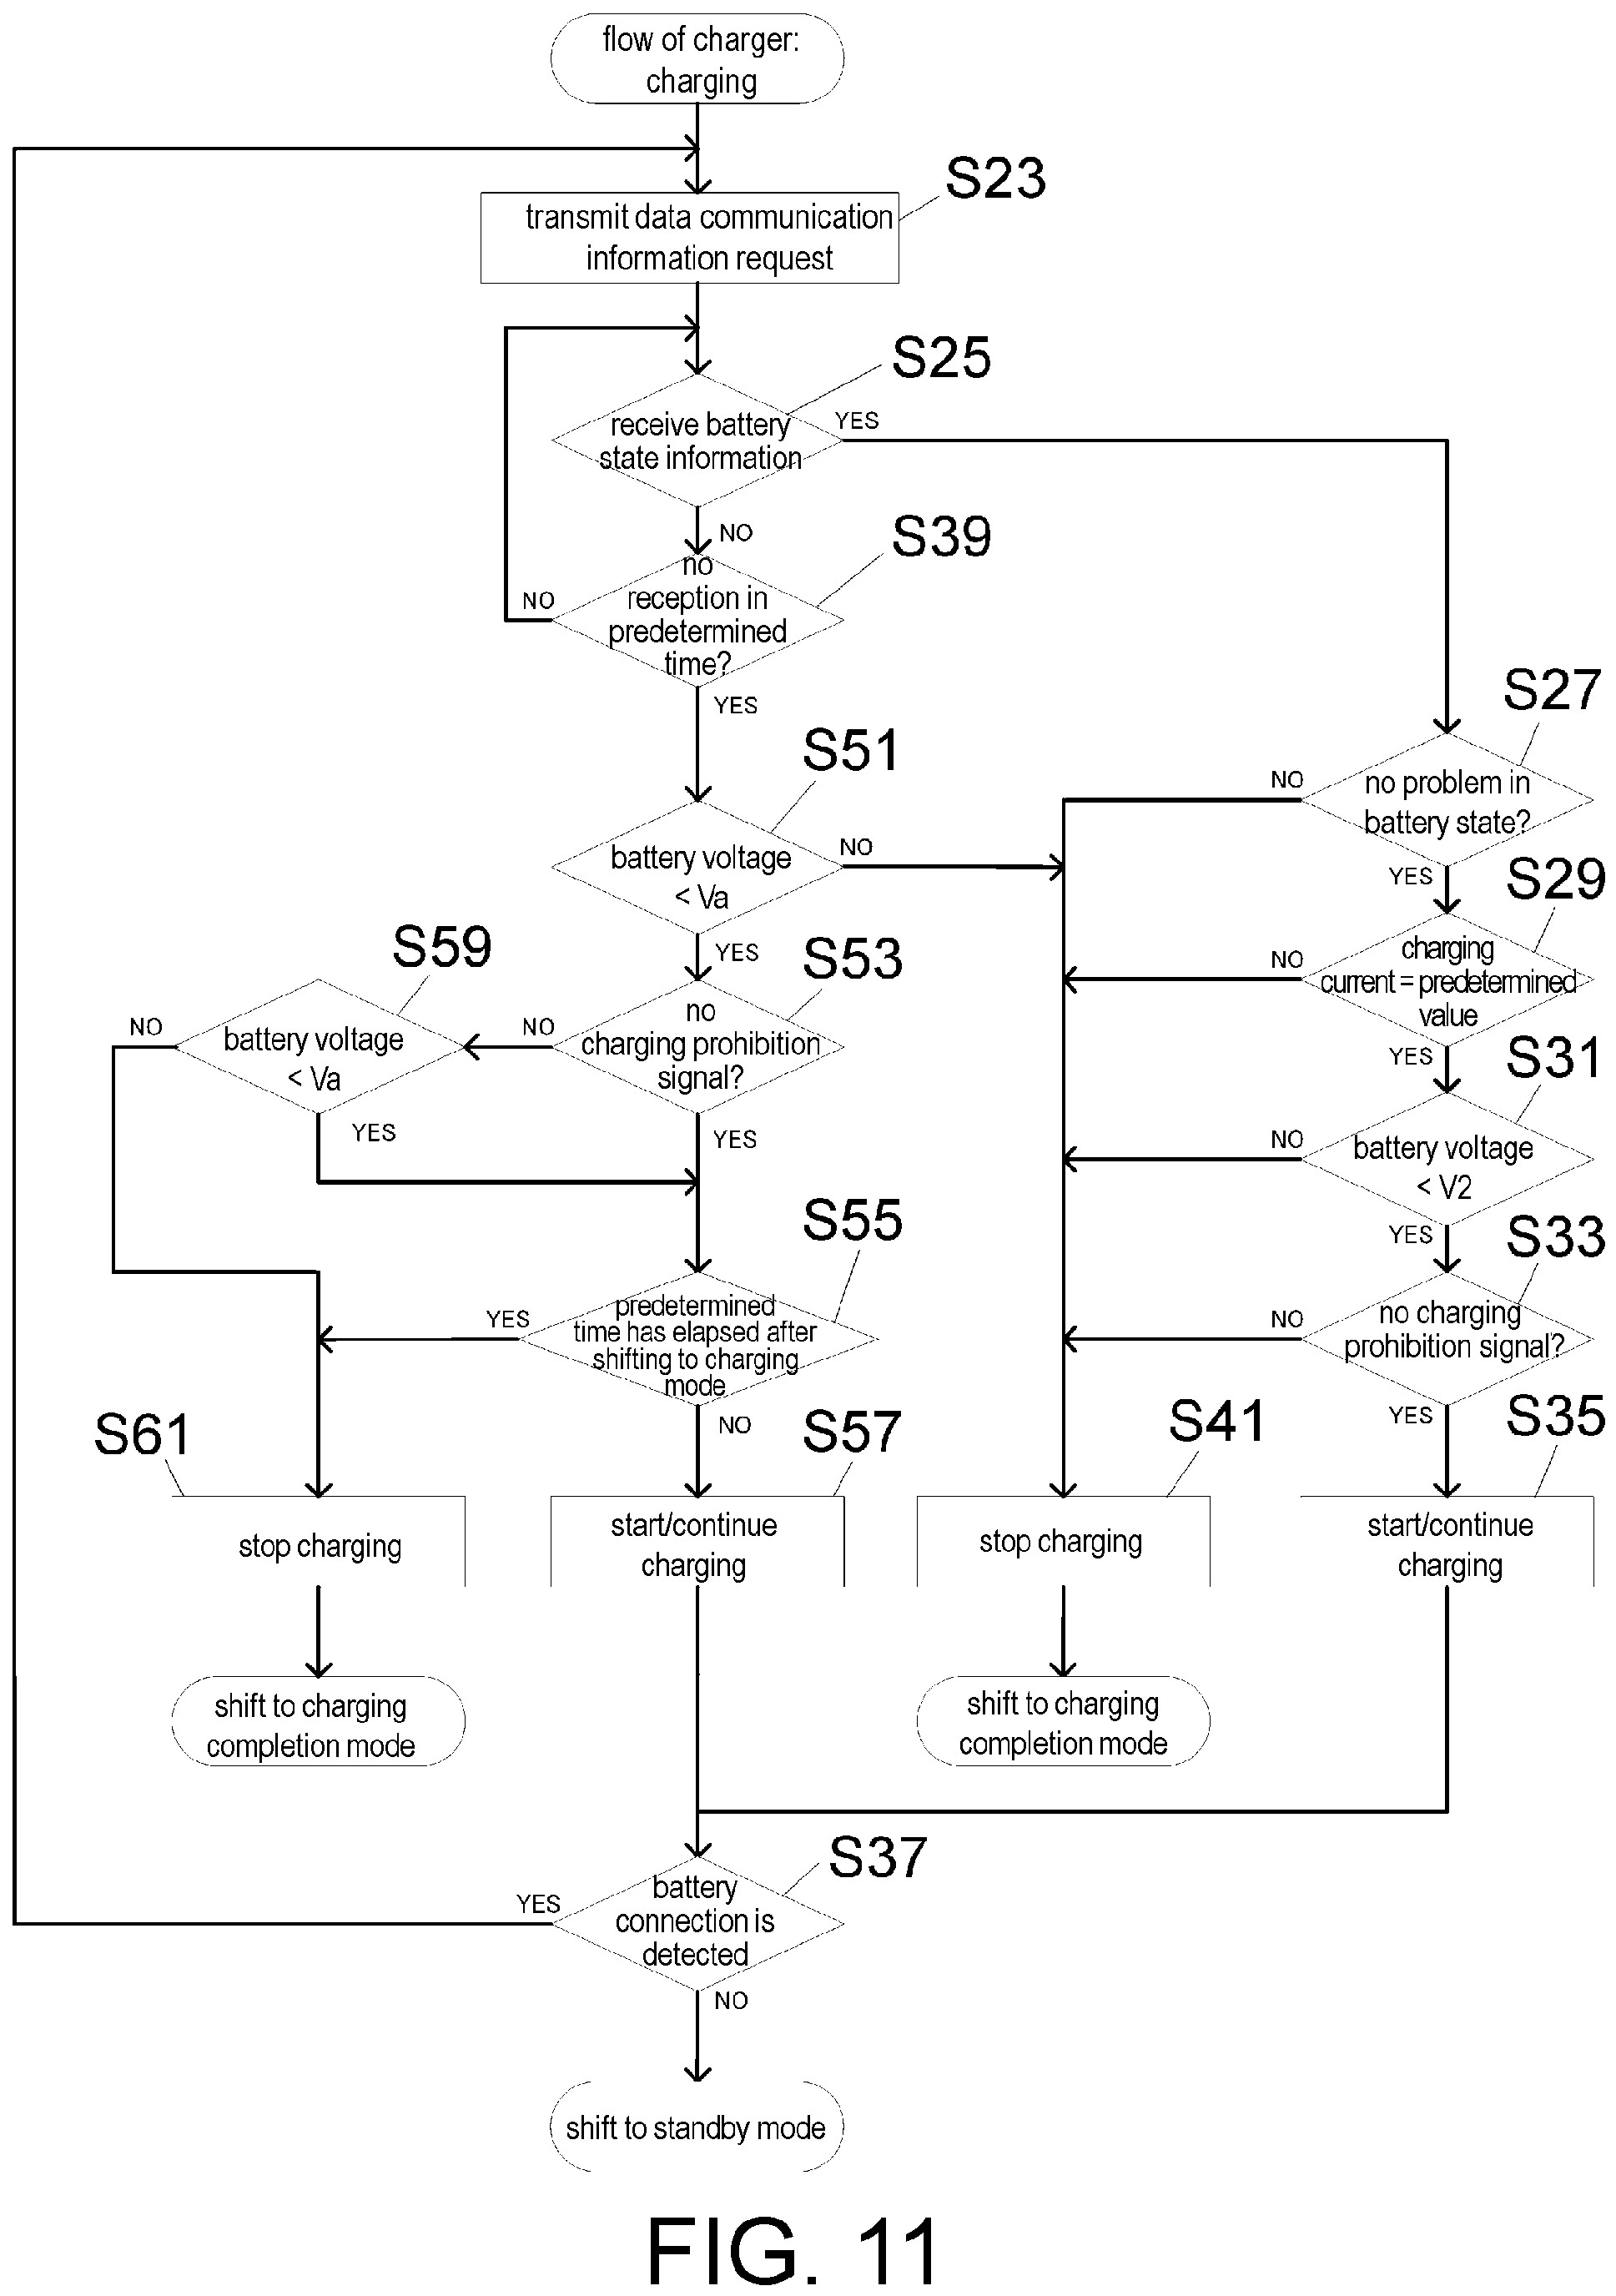 flow of charger:
charging
S23
transmit data communication
information request
S25
receive battery
state information
YES
NO
S39
no
reception in
predetermined
time?
NO
YES
S27
no problem in
battery state?
NO
YES
S51
battery voltage
< Va
NO
YES
S29
charging
current = predetermined
value
NO
YES
S59
battery voltage
< Va
NO
YES
S53
no
charging prohibition
signal?
NO
YES
S31
battery voltage
< V2
NO
YES
S55
predetermined
time has elapsed after
shifting to charging
mode
YES
NO
S33
no charging
prohibition signal?
NO
YES
S61
stop charging
S57
start/continue
charging
S41
stop charging
S35
start/continue
charging
shift to charging
completion mode
shift to charging
completion mode
S37
battery
connection is
detected
YES
NO
shift to standby mode
FIG. 11